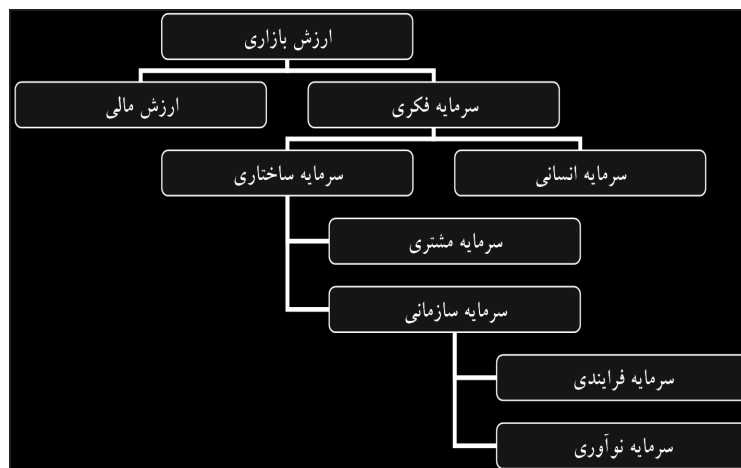 ارزش بازاری
سرمایه فکری
ارزش مالی
سرمایه انسانی
سرمایه ساختاری
سرمایه مشتری
سرمایه سازمانی
سرمایه فرایندی
سرمایه نوآوری